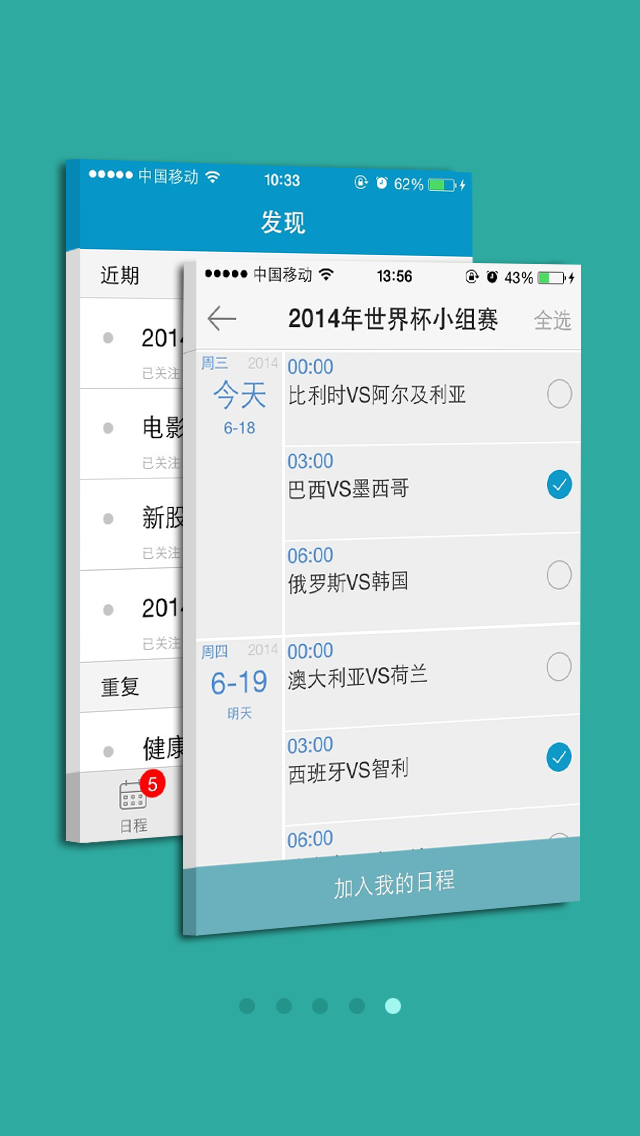 中国移动 10:33 62%
发现
近期
2014
已关注
电影
已关注
新股
已关注
2014
已关注
重复
健康
5
日程
中国移动 13:56 43%
2014年世界杯小组赛 全选
周三 2014
今天
6-18
00:00
比利时VS阿尔及利亚
03:00
巴西VS墨西哥
06:00
俄罗斯VS韩国
周四 2014
6-19
明天
00:00
澳大利亚VS荷兰
03:00
西班牙VS智利
06:00
加入我的日程